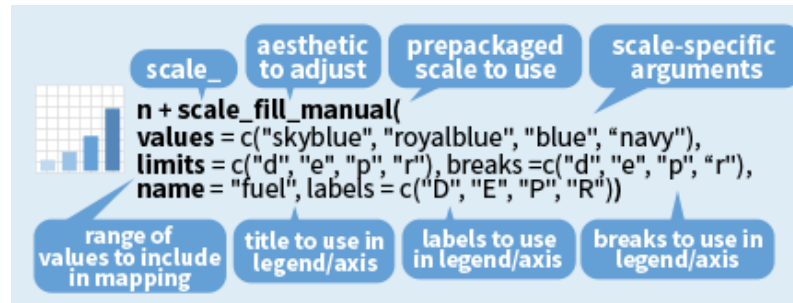 scale_
aesthetic
to adjust
prepackaged
scale to use
scale-specific
arguments
n + scale_fill_manual(
values = c("skyblue", "royalblue", "blue", “navy"),
limits = c("d", "e", "p", "r"), breaks =c("d", "e", "p", “r"),
name = "fuel", labels = c("D", "E", "P", "R"))
range of
values to include
in mapping
title to use in
legend/axis
labels to use
in legend/axis
breaks to use in
legend/axis